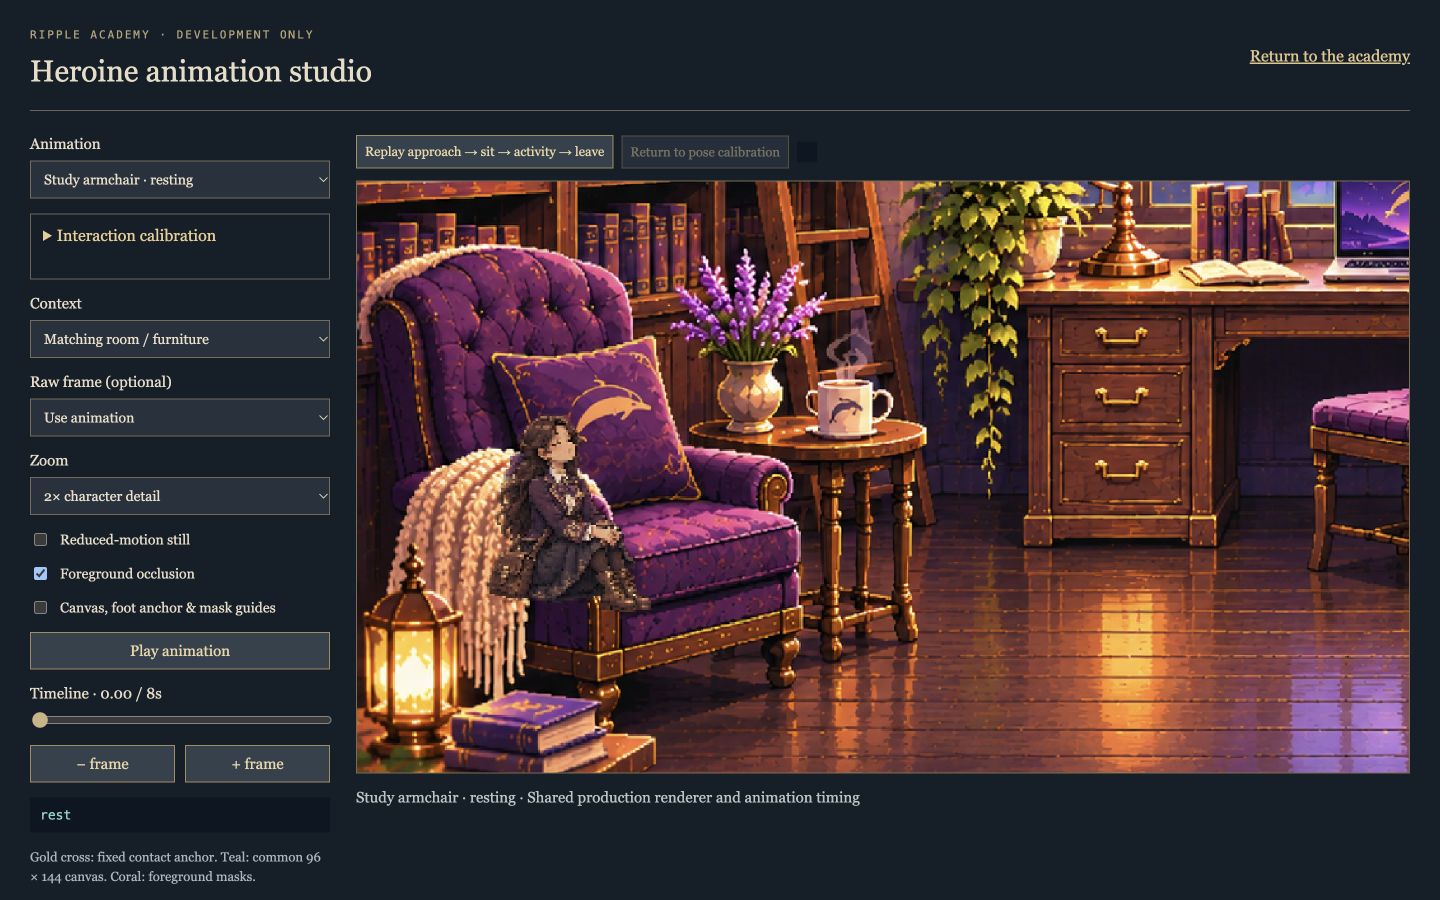 RIPPLE ACADEMY · DEVELOPMENT ONLY
Heroine animation studio
Return to the academy
Animation
Study armchair · resting
▶ Interaction calibration
Context
Matching room / furniture
Raw frame (optional)
Use animation
Zoom
2× character detail
Reduced-motion still
Foreground occlusion
Canvas, foot anchor & mask guides
Play animation
Timeline · 0.00 / 8s
− frame
+ frame
rest
Gold cross: fixed contact anchor. Teal: common 96
× 144 canvas. Coral: foreground masks.
Replay approach → sit → activity → leave
Return to pose calibration
Study armchair · resting · Shared production renderer and animation timing